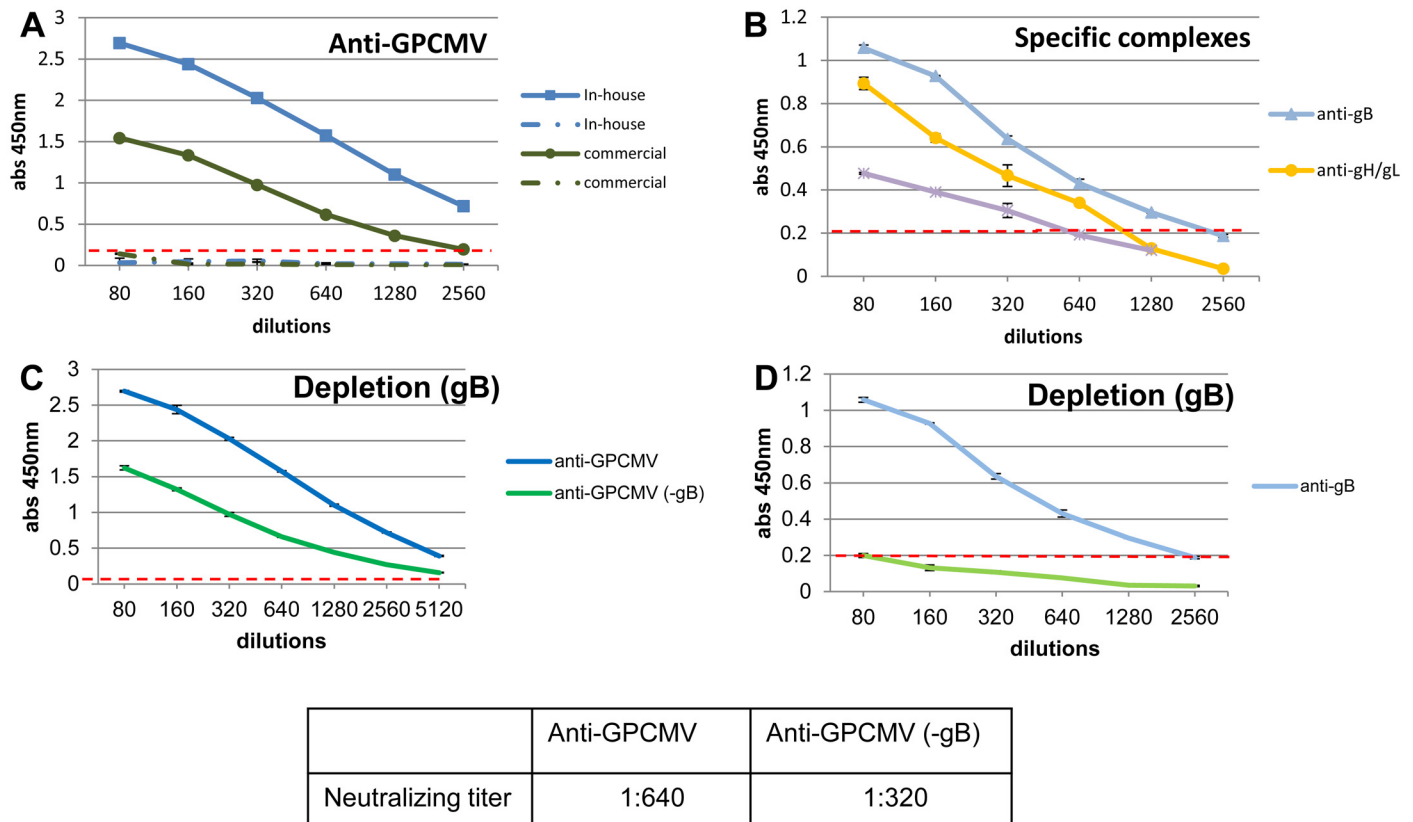 A
Anti-GPCMV
abs 450nm
3
2.5
2
1.5
1
0.5
0
80 160 320 640 1280 2560
dilutions
In-house
In-house
commercial
commercial
B
Specific complexes
abs 450nm
1.2
1
0.8
0.6
0.4
0.2
0
80 160 320 640 1280 2560
dilutions
anti-gB
anti-gH/gL
C
Depletion (gB)
abs 450nm
3
2.5
2
1.5
1
0.5
0
80 160 320 640 1280 2560 5120
dilutions
anti-GPCMV
anti-GPCMV (-gB)
D
Depletion (gB)
abs 450nm
1.2
1
0.8
0.6
0.4
0.2
0
80 160 320 640 1280 2560
dilutions
anti-gB
Anti-GPCMV Anti-GPCMV (-gB)
Neutralizing titer 1:640 1:320